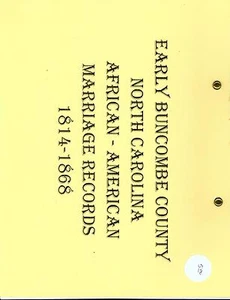 EARLY BUNCOMBE COUNTY
NORTH CAROLINA
AFRICAN - AMERICAN
MARRIAGE RECORDS
1814-1868